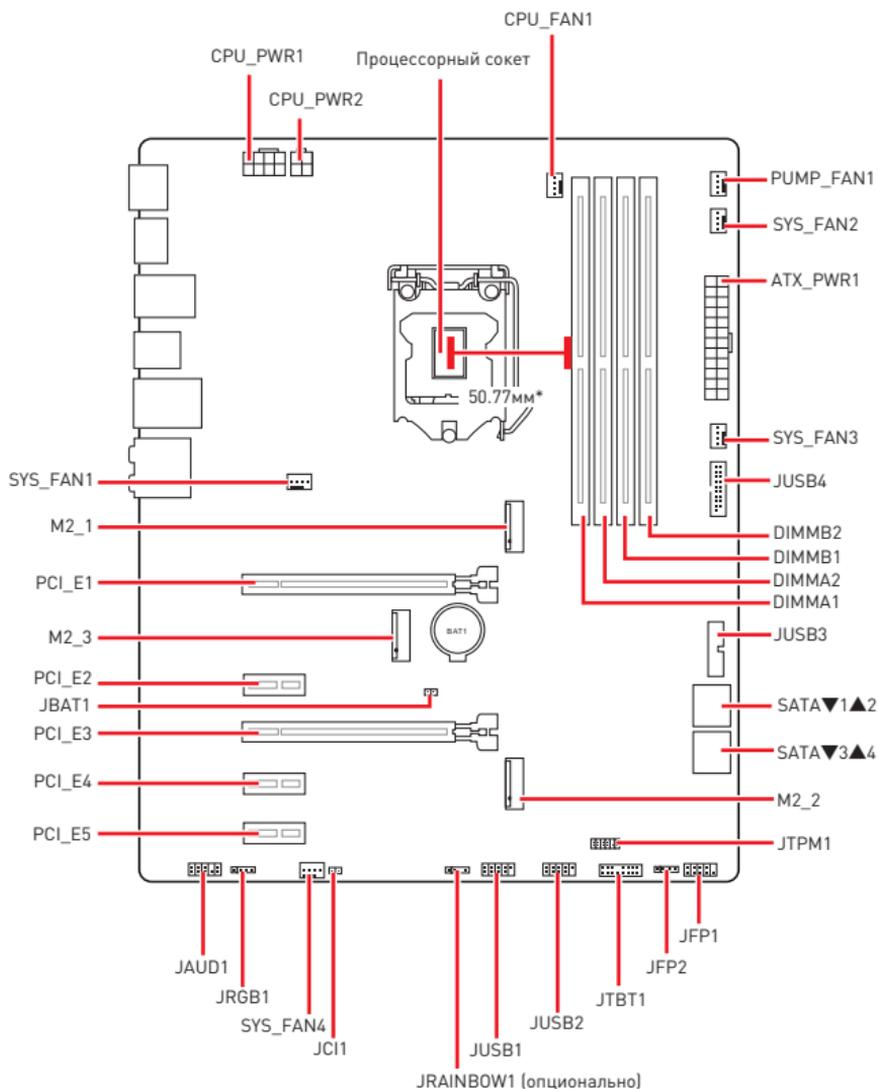 CPU_FAN1
CPU_PWR1
Процессорный сокет
CPU_PWR2
PUMP_FAN1
SYS_FAN2
ATX_PWR1
50.77мм*
SYS_FAN3
SYS_FAN1
JUSB4
M2_1
DIMMB2
DIMMB1
PCI_E1
DIMMA2
DIMMA1
M2_3
BAT1
JUSB3
PCI_E2
JBAT1
SATA▼1▲2
PCI_E3
SATA▼3▲4
PCI_E4
M2_2
PCI_E5
JTPM1
JAUD1
JFP1
JFP2
JRGB1
JTBT1
SYS_FAN4
JUSB2
JCI1
JUSB1
JRAINBOW1 (опционально)